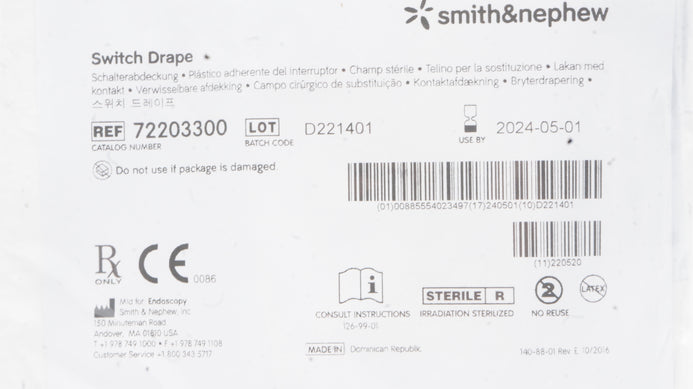 smith&nephew
Switch Drape •
Schalterabdeckung • Plástico adherente del interruptor • Champ stérile • Telino per la sostituzione • Lakan med
kontakt • Verwisselbare afdekking • Campo cirúrgico de substituição • Kontaktafdækning • Bryterdrapering •
스위치 드레이프
REF 72203300 LOT D221401 2024-05-01
CATALOG NUMBER BATCH CODE USE BY
Do not use if package is damaged.
(01)00885554023497(17)240501(10)D221401
(11)220520
Rx ONLY CE 0086
Mfd for Endoscopy
Smith & Nephew, Inc
150 Minuteman Road
Andover, MA 01810 USA
T +1 978 749 1000 • F +1 978 749 1108
Customer Service +1 800 343 5717
i STERILE R 2 LATEX
CONSULT INSTRUCTIONS IRRADIATION STERILIZED NO REUSE
126-99-01
MADE IN Dominican Republic
140-88-01 Rev. E 10/2016